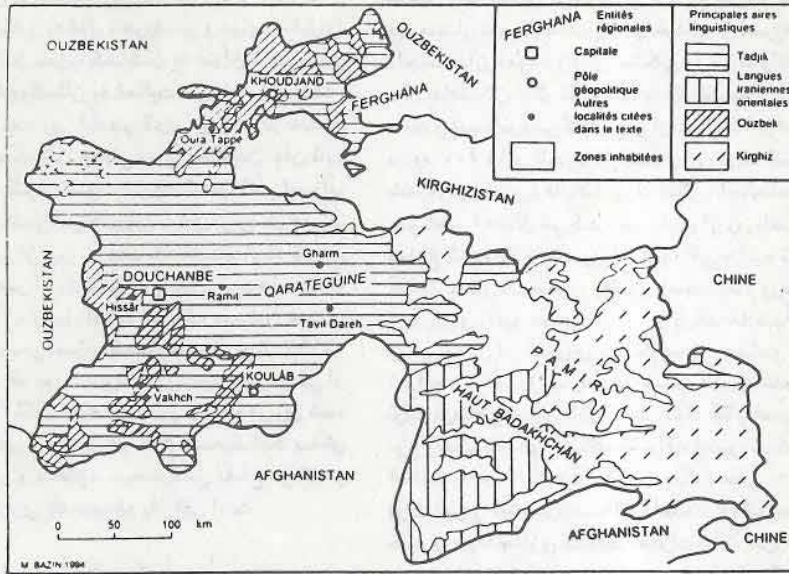 OUZBEKISTAN
OUZBEKISTAN
KHOUDJAND
FERGHANA
Oura Tappe
KIRGHIZISTAN
CHINE
Gharm
DOUCHANBE
QARATEGUINE
Hissâr
Ramit
Tavil Dareh
OUZBEKISTAN
PAMIR
HAUT BADAKHCHAN
KOULÂB
Vakhch
AFGHANISTAN
AFGHANISTAN
CHINE
0 50 100 km
M. BAZIN 1994
FERGHANA
Entités
régionales
Capitale
Pôle
géopolitique
Autres
localités citées
dans le texte
Zones inhabitées
Principales aires
linguistiques
Tadjik
Langues
iraniennes
orientales
Ouzbek
Kirghiz